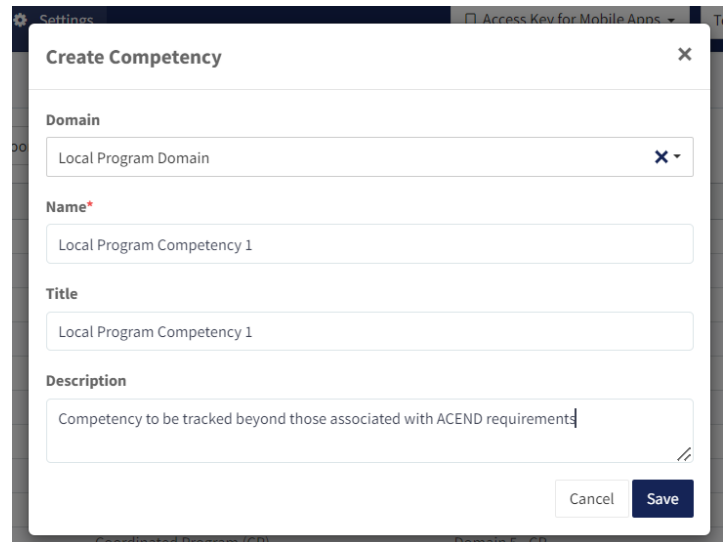 Settings
Access Key for Mobile Apps
Create Competency
Domain
Local Program Domain
Name*
Local Program Competency 1
Title
Local Program Competency 1
Description
Competency to be tracked beyond those associated with ACEND requirements
Cancel Save
Coordinated Program (CP) Domain 5 - CP